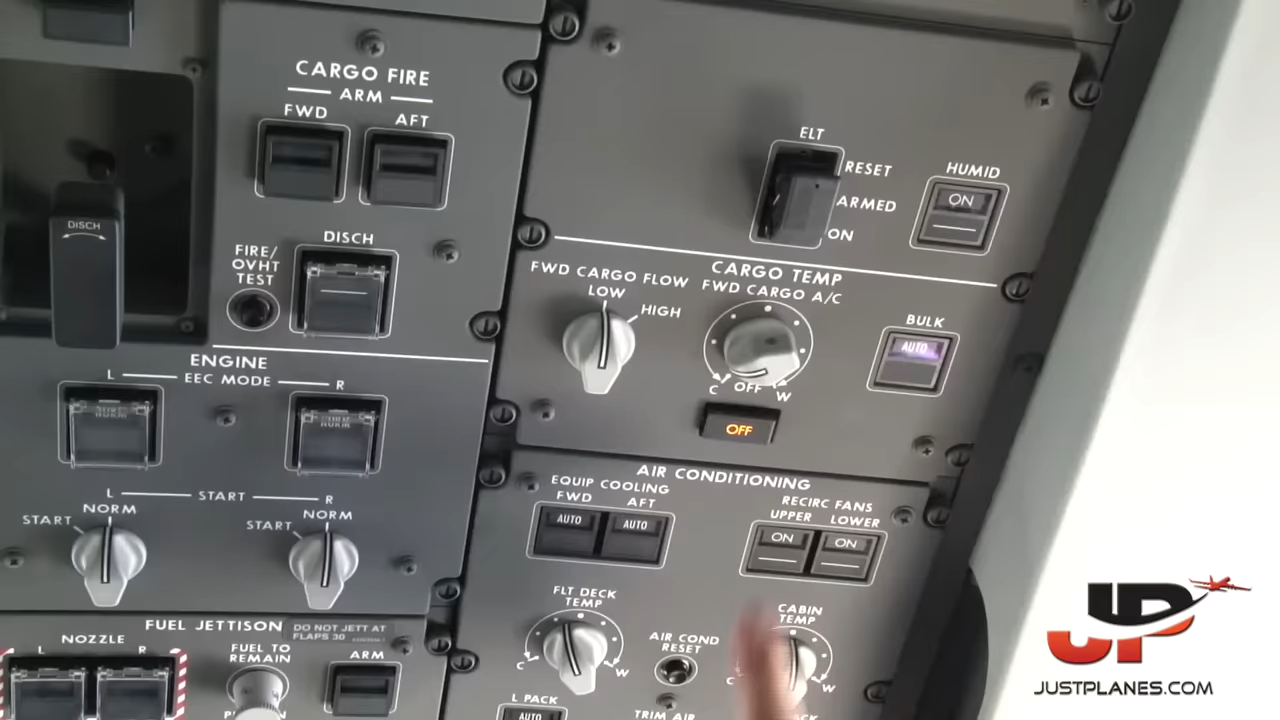 CARGO FIRE
ARM
FWD AFT
DISCH
FIRE/
OVHT
TEST
DISCH
ENGINE
EEC MODE
L R
NORM
NORM
START
L R
START NORM
START NORM
FUEL JETTISON
DO NOT JETT AT
FLAPS 30
NOZZLE
L R
FUEL TO
REMAIN
ARM
ELT
RESET
ARMED
ON
HUMID
ON
CARGO TEMP
FWD CARGO FLOW
LOW
HIGH
FWD CARGO A/C
C OFF W
OFF
BULK
AUTO
AIR CONDITIONING
EQUIP COOLING
FWD AFT
AUTO AUTO
RECIRC FANS
UPPER LOWER
ON ON
FLT DECK
TEMP
C W
AIR COND
RESET
CABIN
TEMP
C W
L PACK
AUTO
TRIM AIR
JP
JUSTPLANES.COM